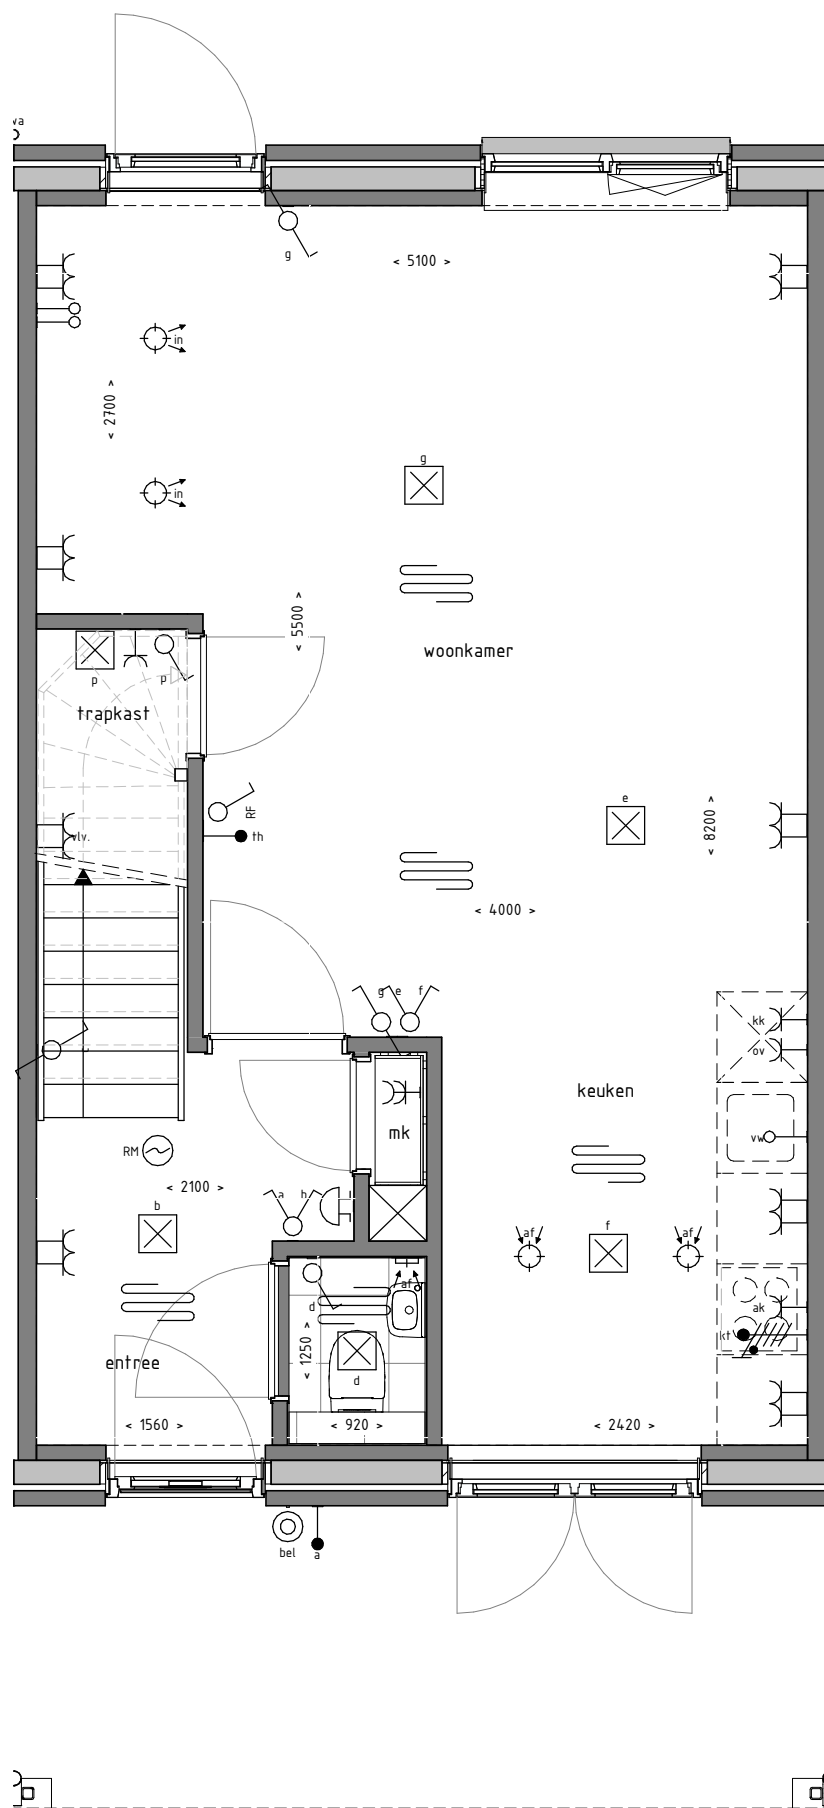 va
g
< 5100 >
in
< 2700 >
g
in
< 5500 >
woonkamer
p
p
trapkast
e
RF
< 8200 >
vlv.
th
< 4000 >
g e f
kk
ov
keuken
mk
vw
RM
< 2100 >
a
b
af
f
af
af
d
ak
kt
< 1250 >
entree
d
< 1560 >
< 920 >
< 2420 >
bel
a